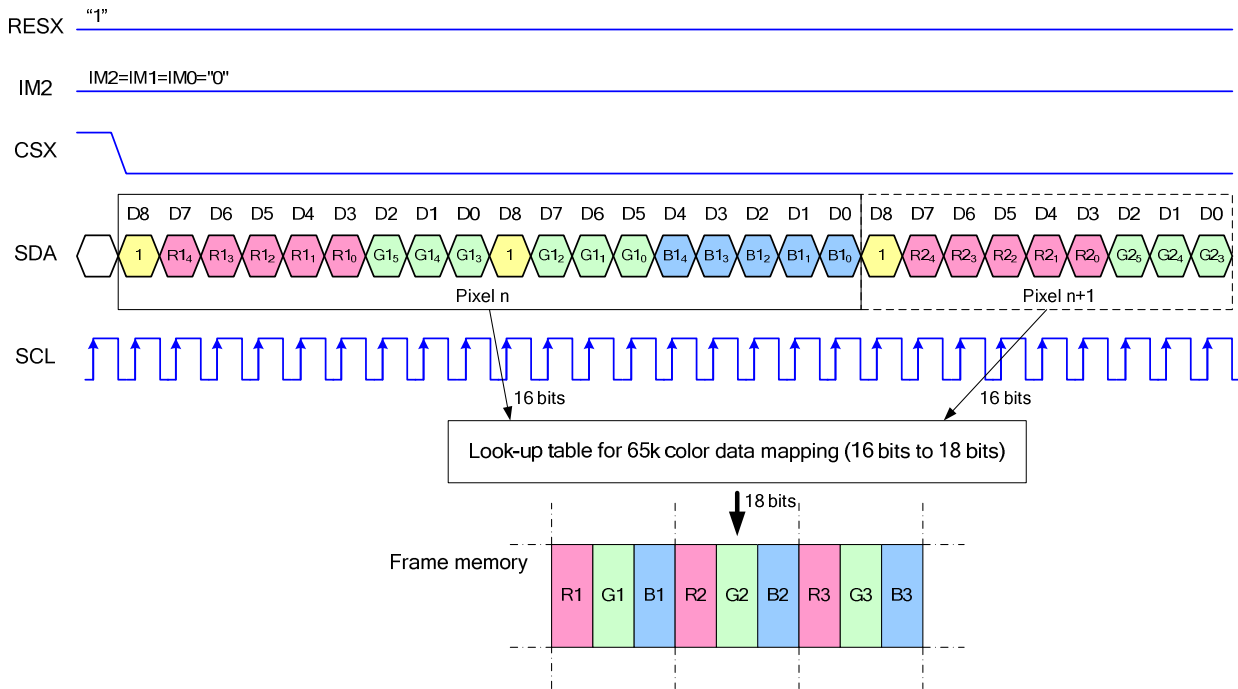 RESX “1”
IM2 IM2=IM1=IM0="0"
CSX
D8 D7 D6 D5 D4 D3 D2 D1 D0 D8 D7 D6 D5 D4 D3 D2 D1 D0 D8 D7 D6 D5 D4 D3 D2 D1 D0
SDA 1 R1₄ R1₃ R1₂ R1₁ R1₀ G1₅ G1₄ G1₃ 1 G1₂ G1₁ G1₀ B1₄ B1₃ B1₂ B1₁ B1₀ 1 R2₄ R2₃ R2₂ R2₁ R2₀ G2₅ G2₄ G2₃
Pixel n Pixel n+1
SCL
16 bits 16 bits
Look-up table for 65k color data mapping (16 bits to 18 bits)
18 bits
Frame memory
R1 G1 B1 R2 G2 B2 R3 G3 B3